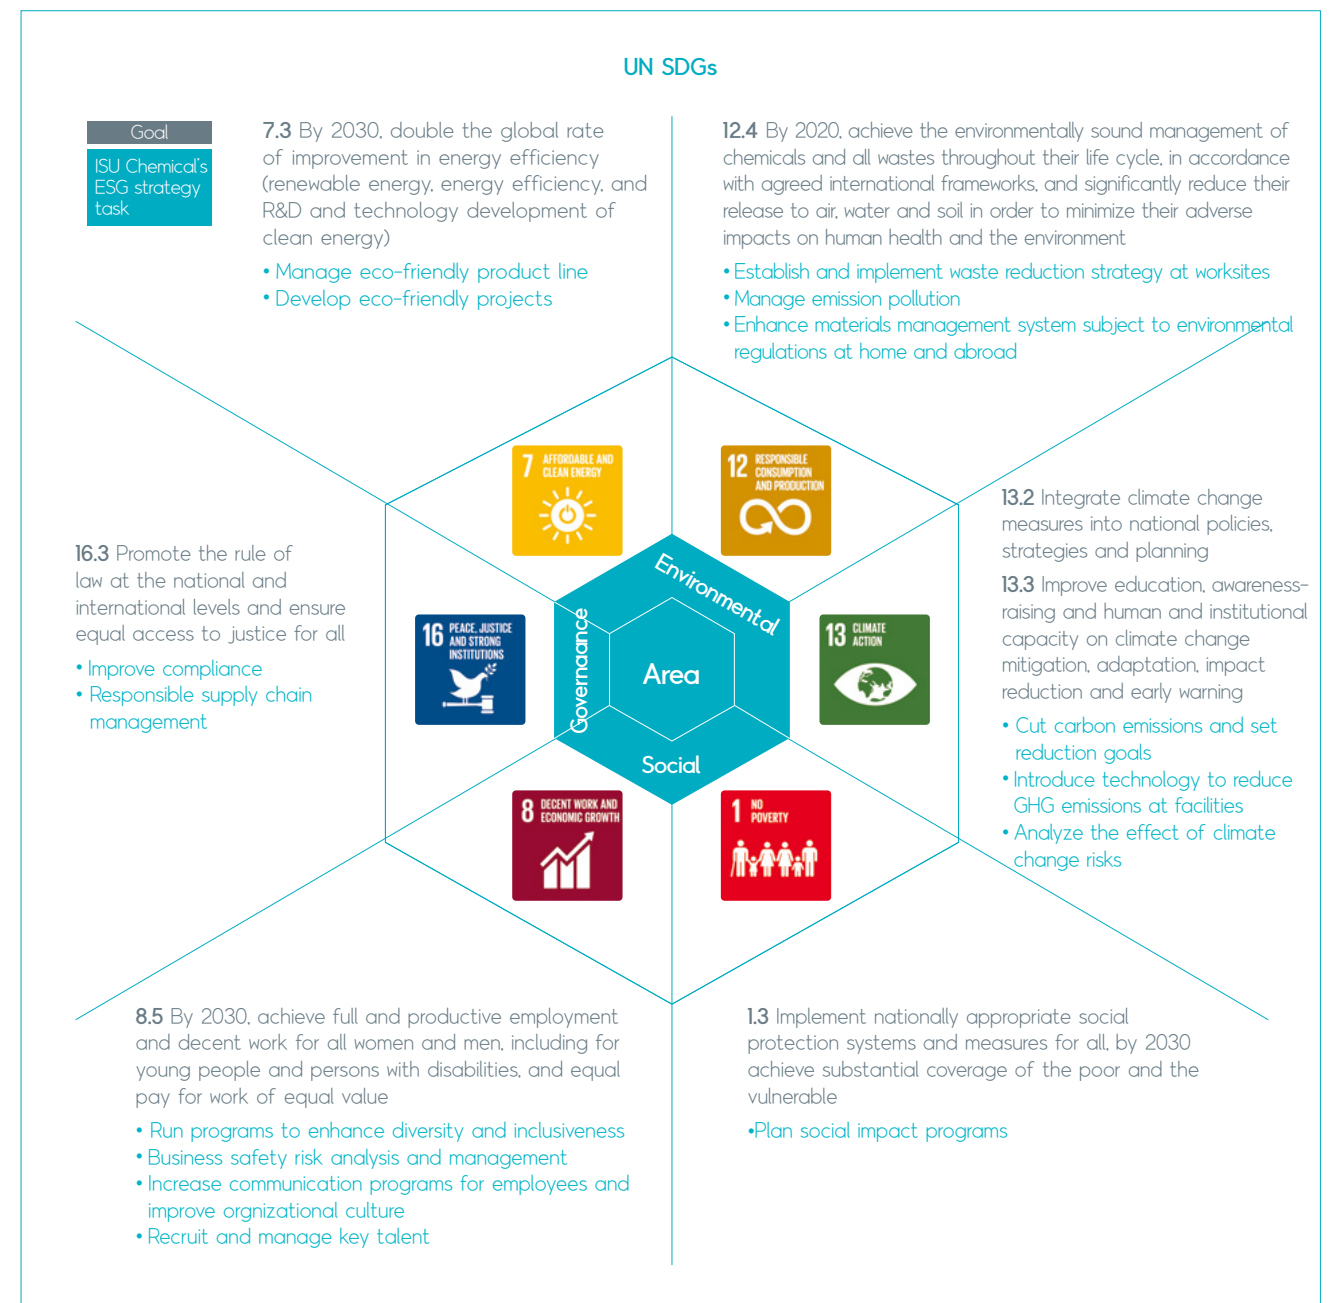 UN SDGs
Goal
ISU Chemical's
ESG strategy
task
7.3 By 2030, double the global rate
of improvement in energy efficiency
(renewable energy, energy efficiency, and
R&D and technology development of
clean energy)
• Manage eco-friendly product line
• Develop eco-friendly projects
12.4 By 2020, achieve the environmentally sound management of
chemicals and all wastes throughout their life cycle, in accordance
with agreed international frameworks, and significantly reduce their
release to air, water and soil in order to minimize their adverse
impacts on human health and the environment
• Establish and implement waste reduction strategy at worksites
• Manage emission pollution
• Enhance materials management system subject to environmental
regulations at home and abroad
7 AFFORDABLE AND
CLEAN ENERGY
12 RESPONSIBLE
CONSUMPTION
AND PRODUCTION
16.3 Promote the rule of
law at the national and
international levels and ensure
equal access to justice for all
• Improve compliance
• Responsible supply chain
management
16 PEACE, JUSTICE
AND STRONG
INSTITUTIONS
Governaance
Environmental
Area
Social
13 CLIMATE
ACTION
13.2 Integrate climate change
measures into national policies,
strategies and planning
13.3 Improve education, awareness-
raising and human and institutional
capacity on climate change
mitigation, adaptation, impact
reduction and early warning
• Cut carbon emissions and set
reduction goals
• Introduce technology to reduce
GHG emissions at facilities
• Analyze the effect of climate
change risks
8 DECENT WORK AND
ECONOMIC GROWTH
1 NO
POVERTY
8.5 By 2030, achieve full and productive employment
and decent work for all women and men, including for
young people and persons with disabilities, and equal
pay for work of equal value
• Run programs to enhance diversity and inclusiveness
• Business safety risk analysis and management
• Increase communication programs for employees and
improve orgnizational culture
• Recruit and manage key talent
1.3 Implement nationally appropriate social
protection systems and measures for all, by 2030
achieve substantial coverage of the poor and the
vulnerable
•Plan social impact programs